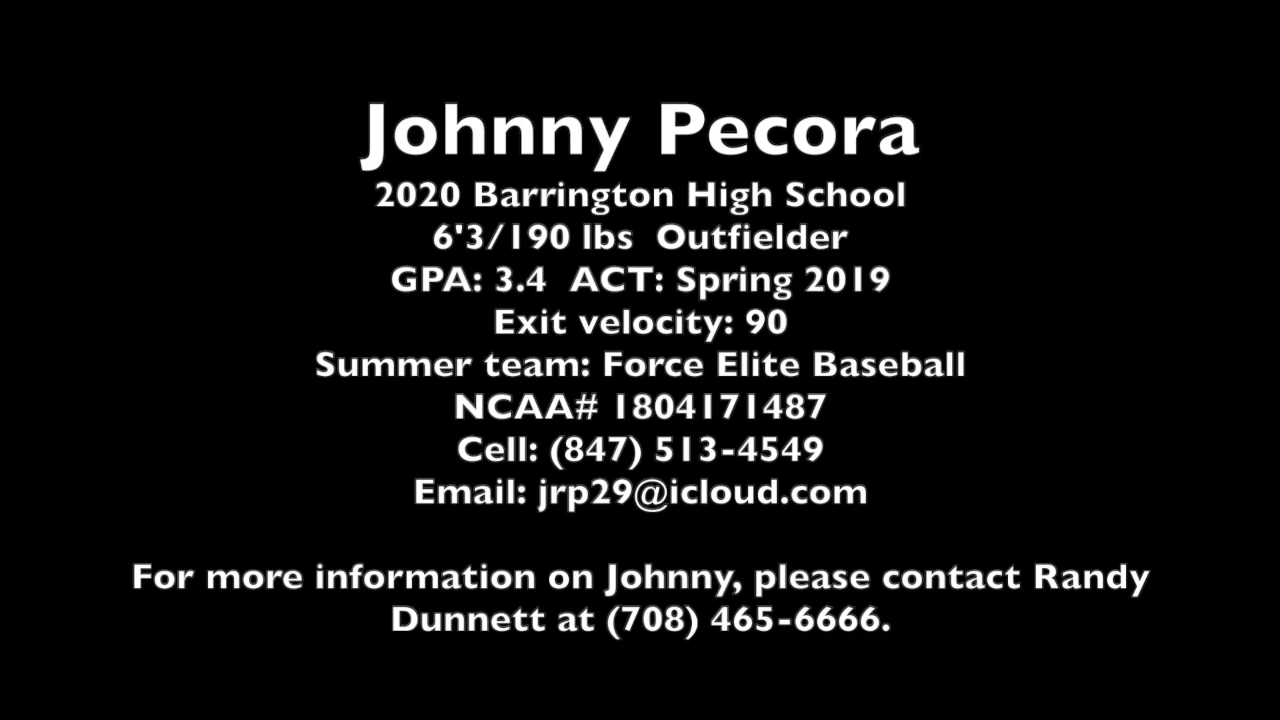 Johnny Pecora
2020 Barrington High School
6'3/190 lbs  Outfielder
GPA: 3.4  ACT: Spring 2019
Exit velocity: 90
Summer team: Force Elite Baseball
NCAA# 1804171487
Cell: (847) 513-4549
Email: jrp29@icloud.com
For more information on Johnny, please contact Randy
Dunnett at (708) 465-6666.